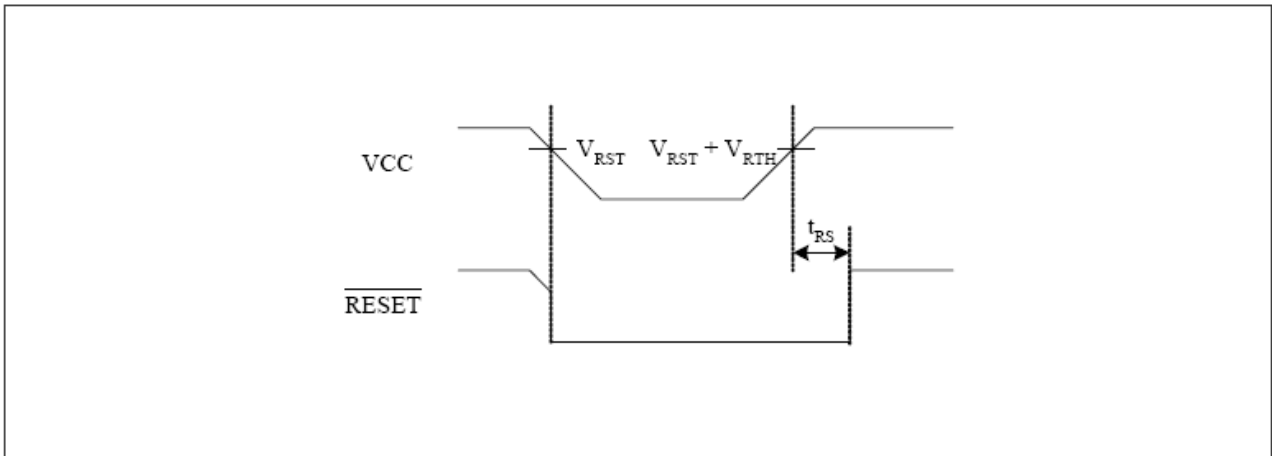 VCC
V_RST
V_RST + V_RTH
t_RS
RESET